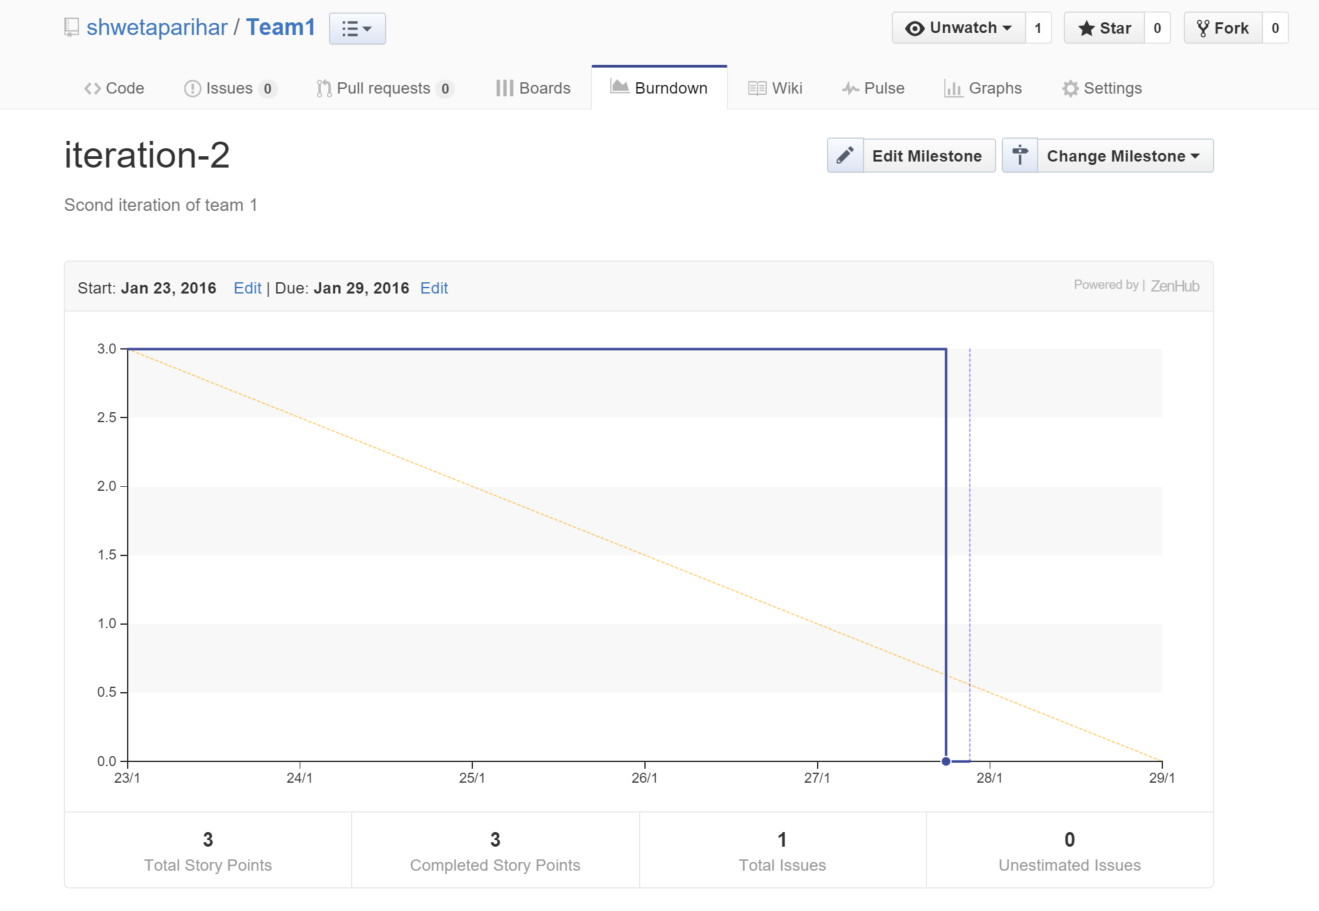 shwetaparihar / Team1
Unwatch 1 Star 0 Fork 0
Code Issues 0 Pull requests 0 Boards Burndown Wiki Pulse Graphs Settings
iteration-2
Edit Milestone Change Milestone
Scond iteration of team 1
Start: Jan 23, 2016 Edit | Due: Jan 29, 2016 Edit
Powered by | ZenHub
3.0
2.5
2.0
1.5
1.0
0.5
0.0
23/1 24/1 25/1 26/1 27/1 28/1 29/1
3 3 1 0
Total Story Points Completed Story Points Total Issues Unestimated Issues